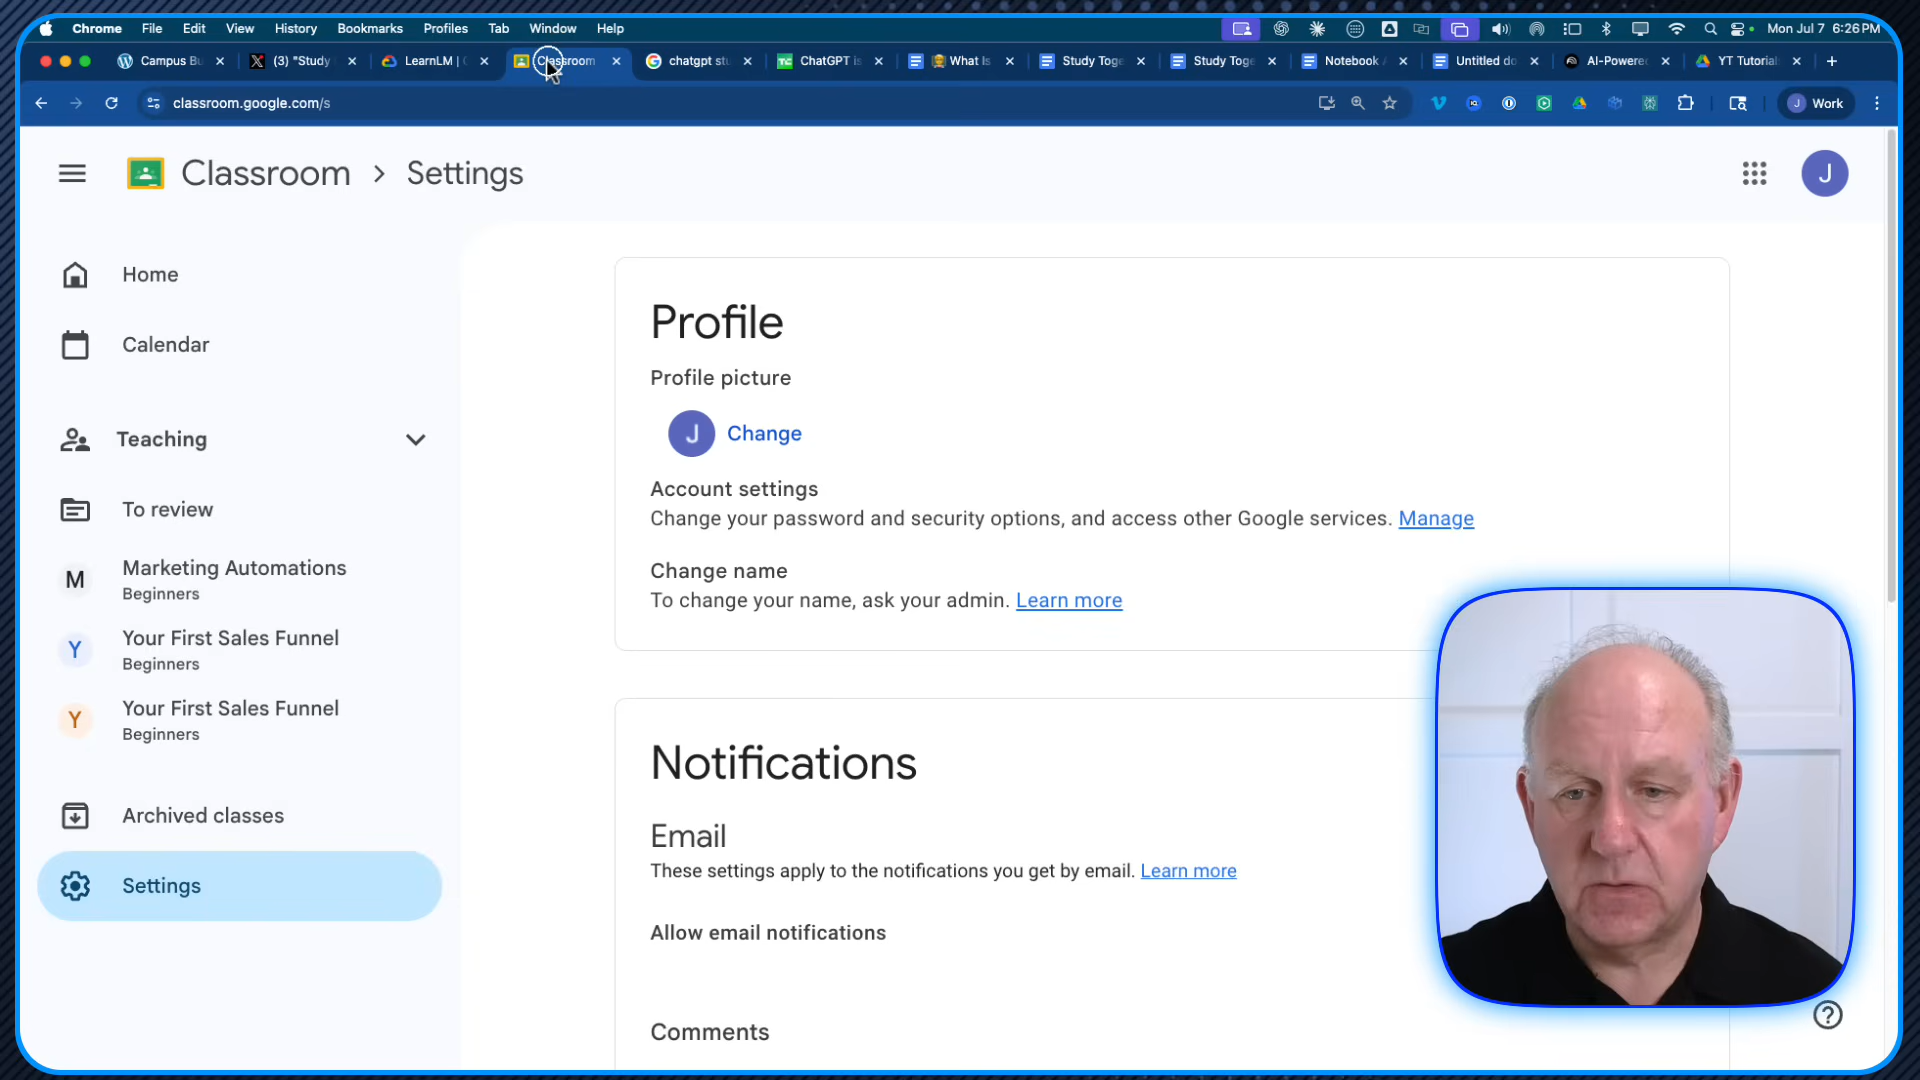 Chrome File Edit View History Bookmarks Profiles Tab Window Help Mon Jul 7 6:26 PM
Campus Bu (3) "Study LearnLM | Classroom chatgpt stu ChatGPT is What Is Study Toge Study Toge Notebook Untitled do AI-Powere YT Tutorial
classroom.google.com/s J Work
Classroom > Settings J
Home
Calendar
Teaching
To review
M Marketing Automations
Beginners
Y Your First Sales Funnel
Beginners
Y Your First Sales Funnel
Beginners
Archived classes
Settings
Profile
Profile picture
J Change
Account settings
Change your password and security options, and access other Google services. Manage
Change name
To change your name, ask your admin. Learn more
Notifications
Email
These settings apply to the notifications you get by email. Learn more
Allow email notifications
Comments